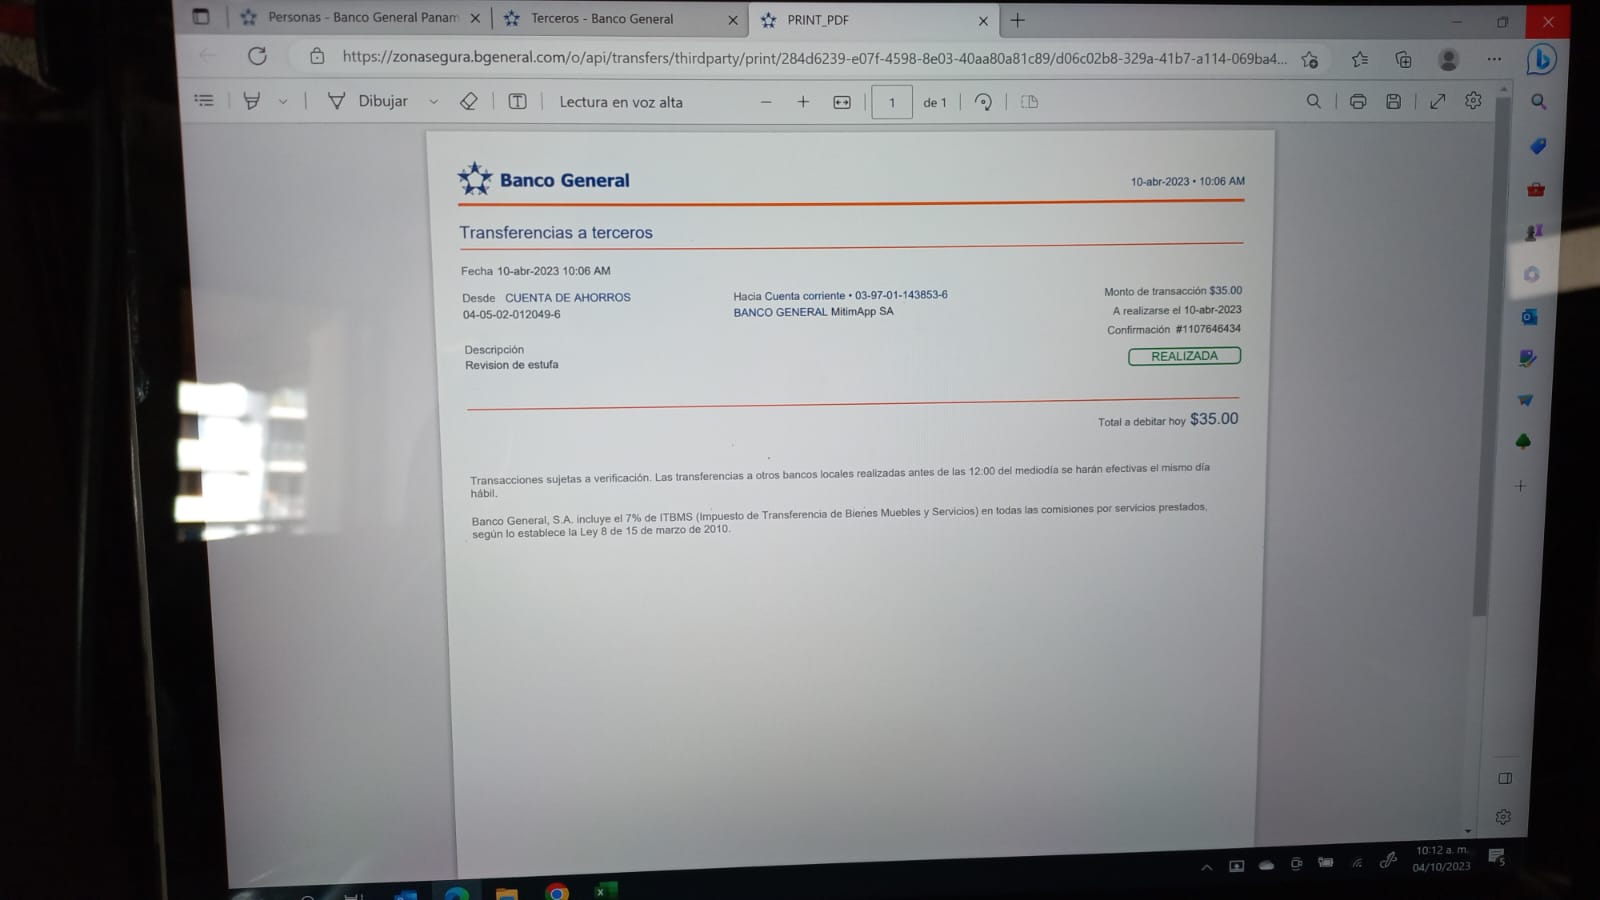 Personas - Banco General Panam
Terceros - Banco General
PRINT_PDF
https://zonasegura.bgeneral.com/o/api/transfers/thirdparty/print/284d6239-e07f-4598-8e03-40aa80a81c89/d06c02b8-329a-41b7-a114-069ba4...
Dibujar
Lectura en voz alta
1 de 1
Banco General
10-abr-2023 • 10:06 AM
Transferencias a terceros
Fecha 10-abr-2023 10:06 AM
Desde CUENTA DE AHORROS
04-05-02-012049-6
Hacia Cuenta corriente • 03-97-01-143853-6
BANCO GENERAL MitimApp SA
Monto de transacción $35.00
A realizarse el 10-abr-2023
Confirmación #1107646434
REALIZADA
Descripción
Revision de estufa
Total a debitar hoy $35.00
Transacciones sujetas a verificación. Las transferencias a otros bancos locales realizadas antes de las 12:00 del mediodía se harán efectivas el mismo día
hábil.
Banco General, S.A. incluye el 7% de ITBMS (Impuesto de Transferencia de Bienes Muebles y Servicios) en todas las comisiones por servicios prestados,
según lo establece la Ley 8 de 15 de marzo de 2010.
10:12 a. m.
04/10/2023
5